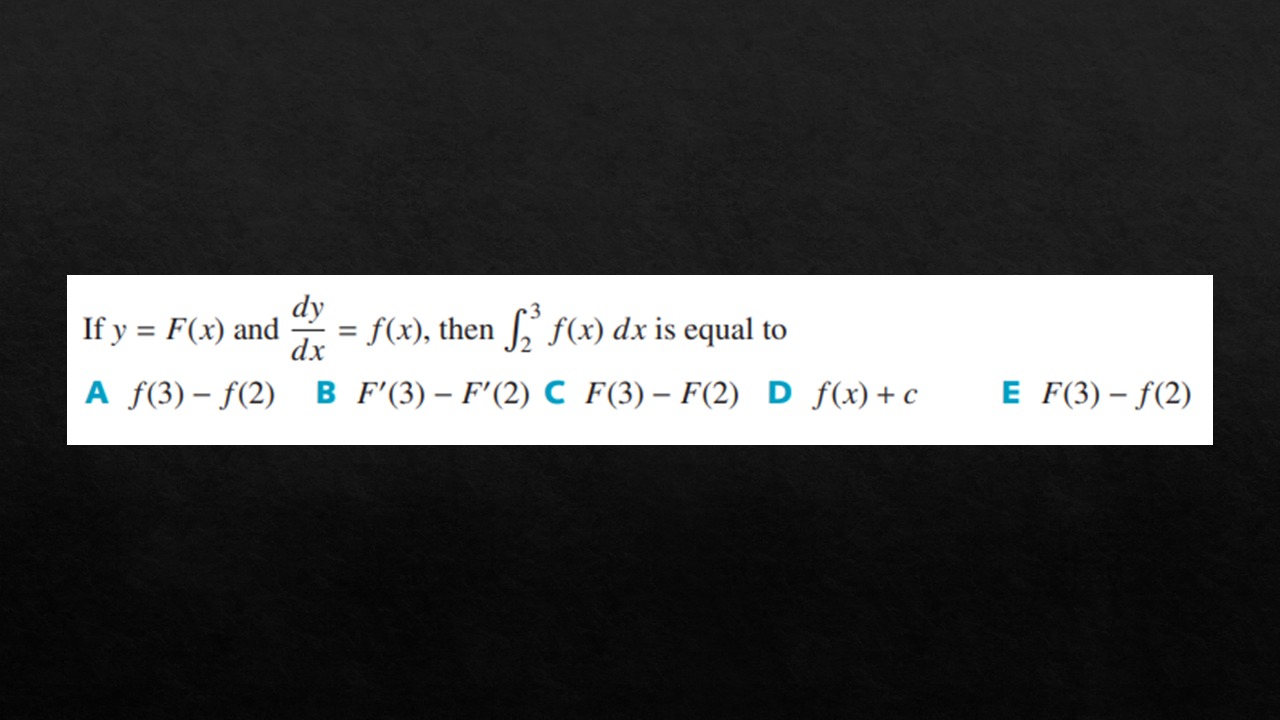 If y = F(x) and dy/dx = f(x), then ∫₂³ f(x) dx is equal to
A f(3) – f(2) B F′(3) – F′(2) C F(3) – F(2) D f(x) + c E F(3) – f(2)